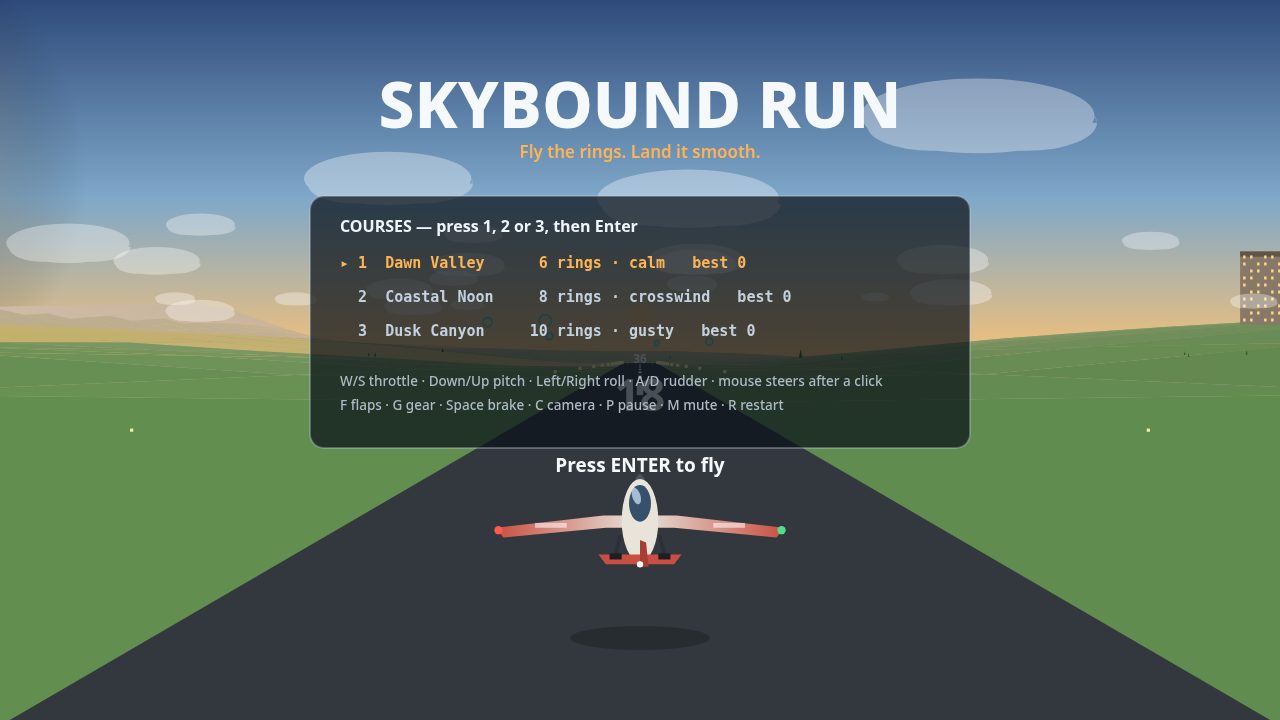 SKYBOUND RUN
Fly the rings. Land it smooth.
COURSES — press 1, 2 or 3, then Enter
▸ 1 Dawn Valley 6 rings · calm best 0
2 Coastal Noon 8 rings · crosswind best 0
3 Dusk Canyon 10 rings · gusty best 0
36
W/S throttle · Down/Up pitch · Left/Right roll · A/D rudder · mouse steers after a click
18
F flaps · G gear · Space brake · C camera · P pause · M mute · R restart
Press ENTER to fly